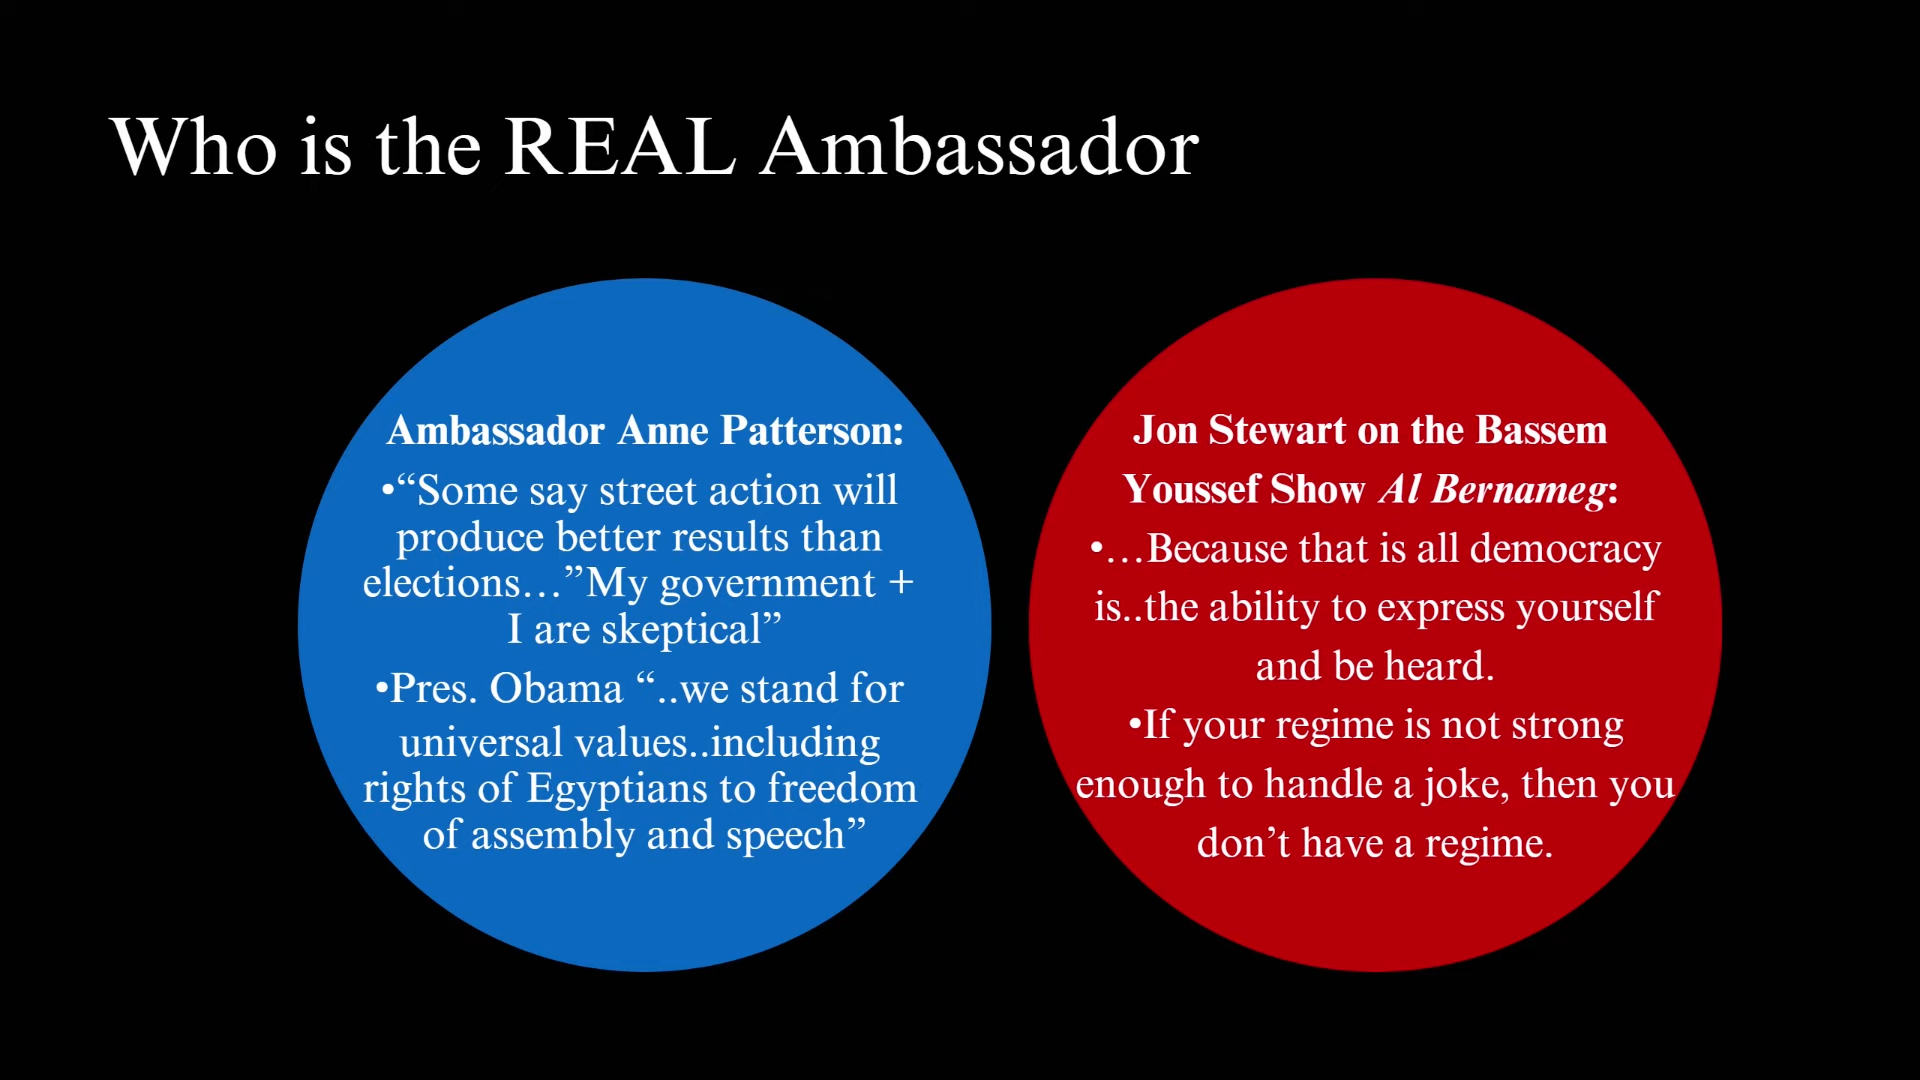 Who is the REAL Ambassador
Ambassador Anne Patterson:
•“Some say street action will
produce better results than
elections…”My government +
I are skeptical”
•Pres. Obama “..we stand for
universal values..including
rights of Egyptians to freedom
of assembly and speech”
Jon Stewart on the Bassem
Youssef Show Al Bernameg:
•…Because that is all democracy
is..the ability to express yourself
and be heard.
•If your regime is not strong
enough to handle a joke, then you
don’t have a regime.